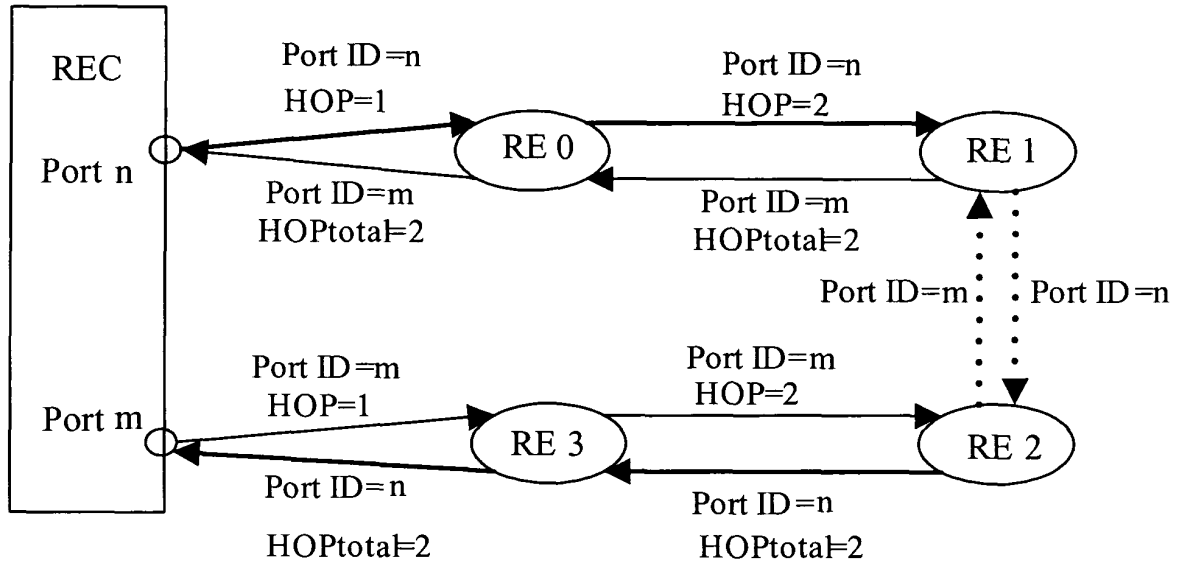 REC
Port ID=n
HOP=1
Port ID=n
HOP=2
Port n
RE 0
RE 1
Port ID=m
HOPtotal=2
Port ID=m
HOPtotal=2
Port ID=m
Port ID=n
Port ID=m
HOP=1
Port ID=m
HOP=2
Port m
RE 3
RE 2
Port ID=n
HOPtotal=2
Port ID=n
HOPtotal=2